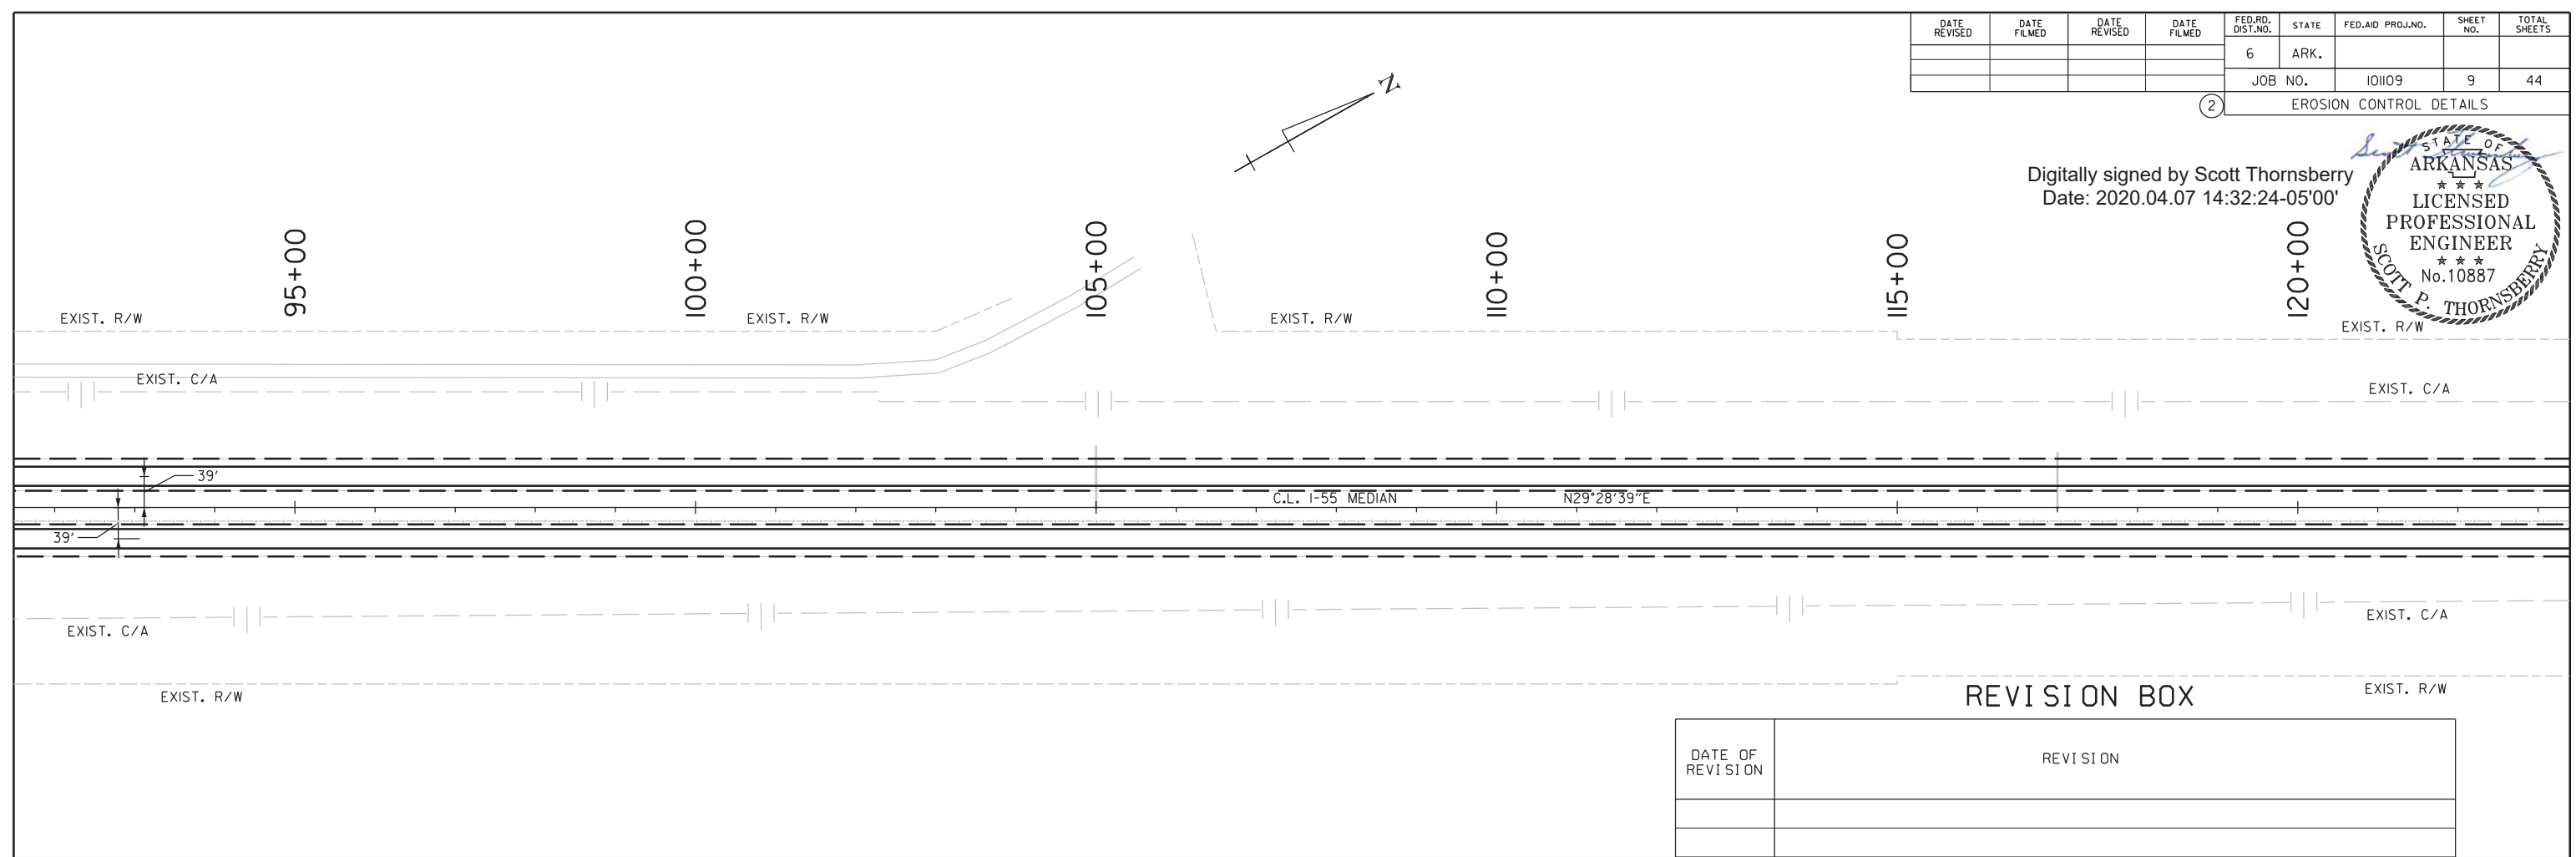 DATE REVISED
DATE FILMED
DATE REVISED
DATE FILMED
FED.RD. DIST.NO.
STATE
FED.AID PROJ.NO.
SHEET NO.
TOTAL SHEETS
6
ARK.
JOB NO.
101109
9
44
2
EROSION CONTROL DETAILS
N
Digitally signed by Scott Thornsberry
Date: 2020.04.07 14:32:24-05'00'
STATE OF
ARKANSAS
★ ★ ★
LICENSED
PROFESSIONAL
ENGINEER
★ ★ ★
No.10887
SCOTT P. THORNSBERRY
95+00
100+00
105+00
110+00
115+00
120+00
EXIST. R/W
EXIST. R/W
EXIST. R/W
EXIST. R/W
EXIST. C/A
EXIST. C/A
39'
C.L. I-55 MEDIAN
N29°28'39"E
39'
EXIST. C/A
EXIST. C/A
EXIST. R/W
EXIST. R/W
REVISION BOX
DATE OF
REVISION
REVISION